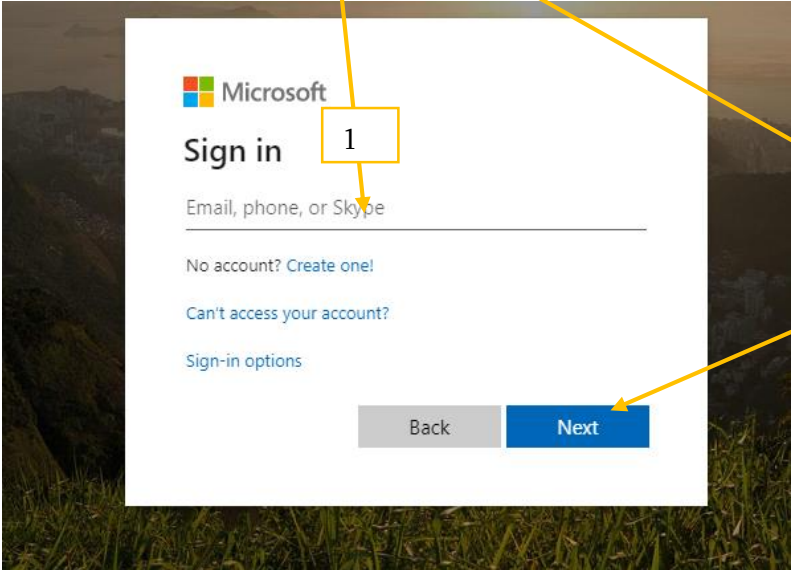 Microsoft
Sign in
1
Email, phone, or Skype
No account? Create one!
Can't access your account?
Sign-in options
Back
Next